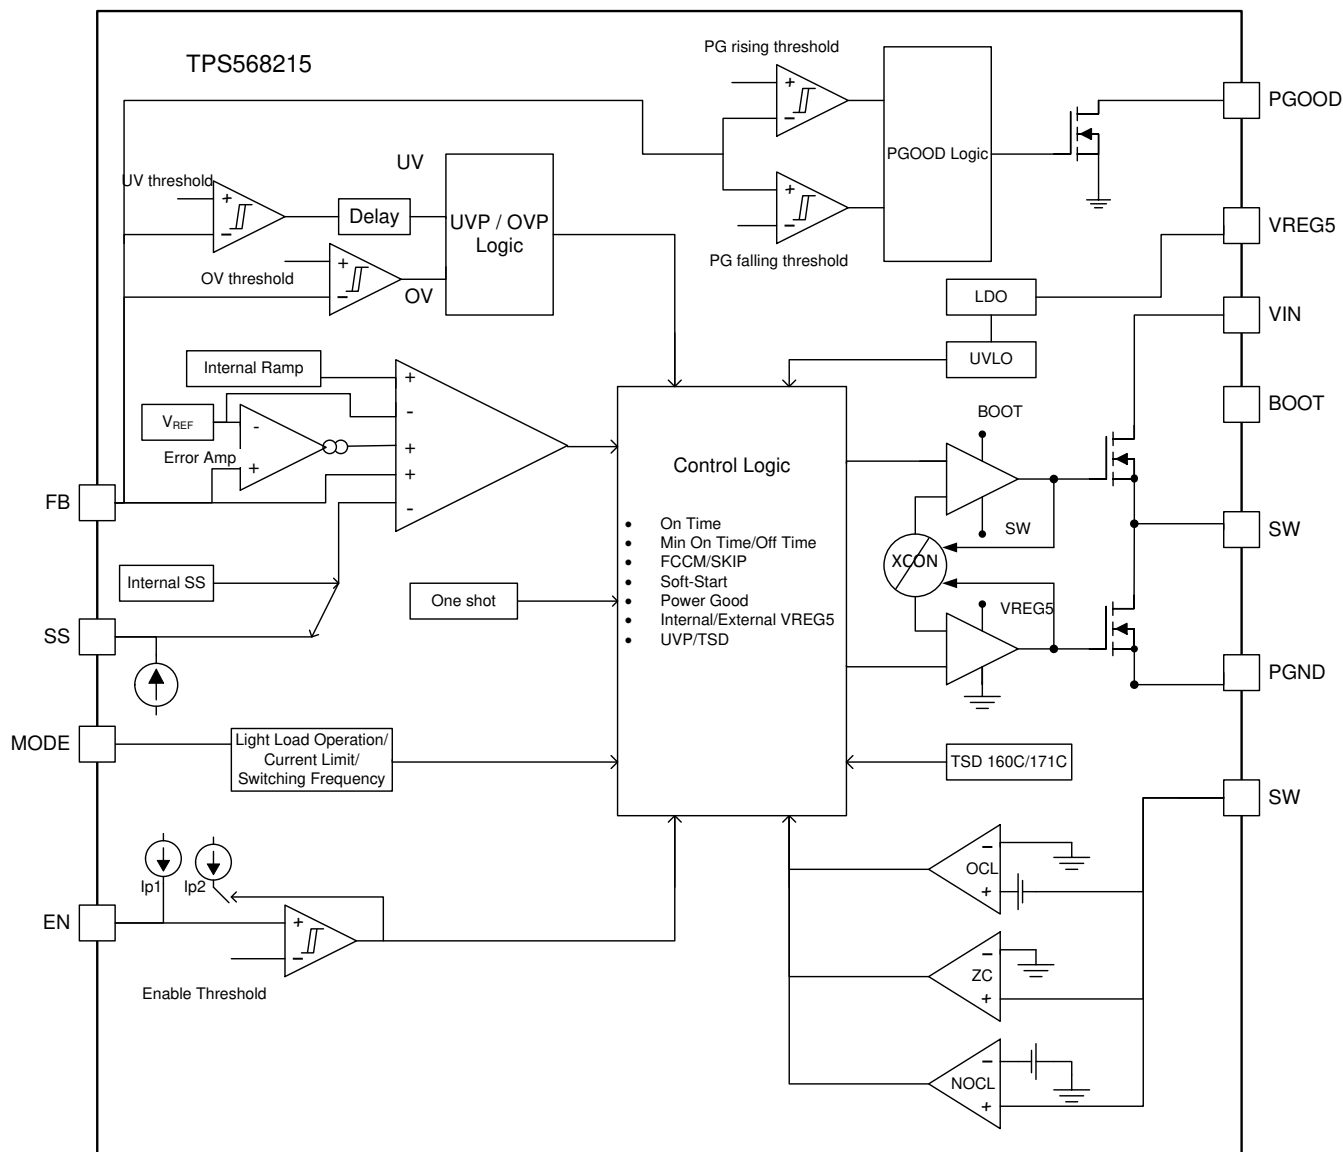 TPS568215
PG rising threshold
PGOOD
+
−
PGOOD Logic
UV
UV threshold
+
−
Delay
UVP / OVP
Logic
+
−
VREG5
OV threshold
+
−
OV
PG falling threshold
LDO
VIN
UVLO
Internal Ramp
+
BOOT
VREF
-
-
BOOT
Error Amp
+
+
+
Control Logic
FB
-
SW
SW
On Time
Min On Time/Off Time
FCCM/SKIP
Soft-Start
Power Good
Internal/External VREG5
UVP/TSD
XCON
Internal SS
One shot
VREG5
SS
PGND
MODE
Light Load Operation/
Current Limit/
Switching Frequency
TSD 160C/171C
SW
Ip1
Ip2
−
OCL
+
EN
+
−
Enable Threshold
−
ZC
+
−
NOCL
+